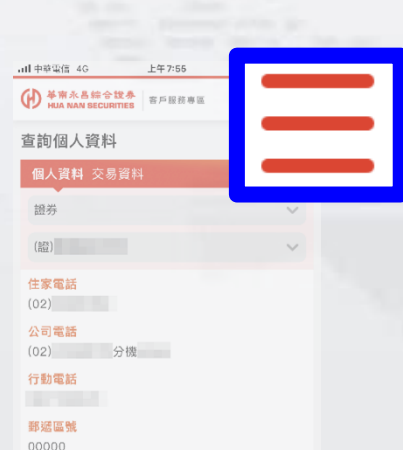 中華電信 4G 上午7:55
華南永昌綜合證券
HUA NAN SECURITIES
客戶服務專區
查詢個人資料
個人資料 交易資料
證券
(證)
住家電話
(02)
公司電話
(02) 分機
行動電話
郵遞區號
00000